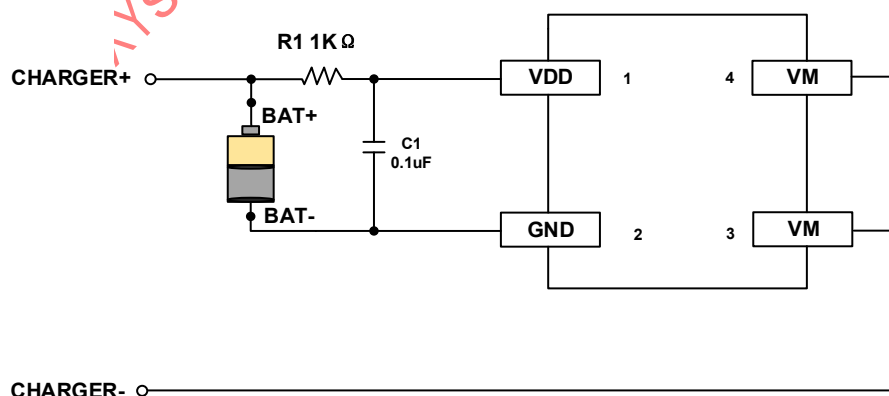 R1 1KΩ
CHARGER+
VDD
1
4
VM
BAT+
C1
0.1uF
BAT-
GND
2
3
VM
CHARGER-